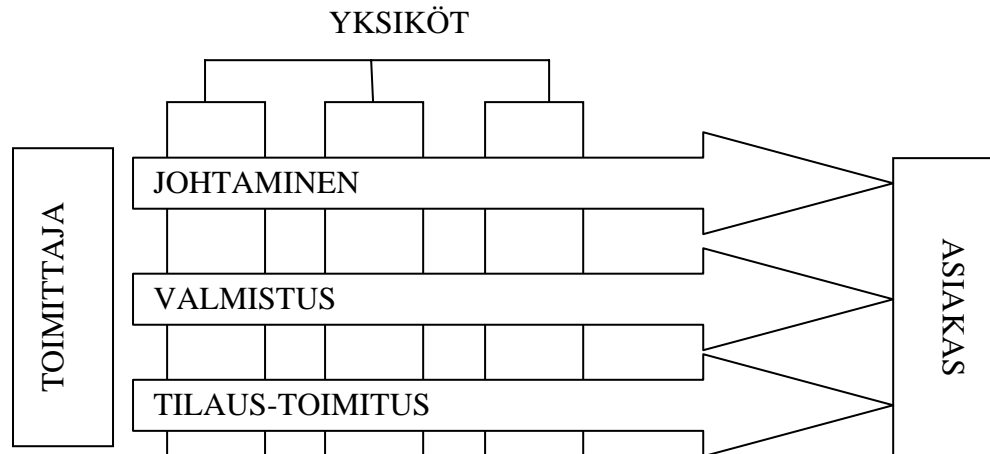 YKSIKÖT
TOIMITTAJA
JOHTAMINEN
VALMISTUS
TILAUS-TOIMITUS
ASIAKAS